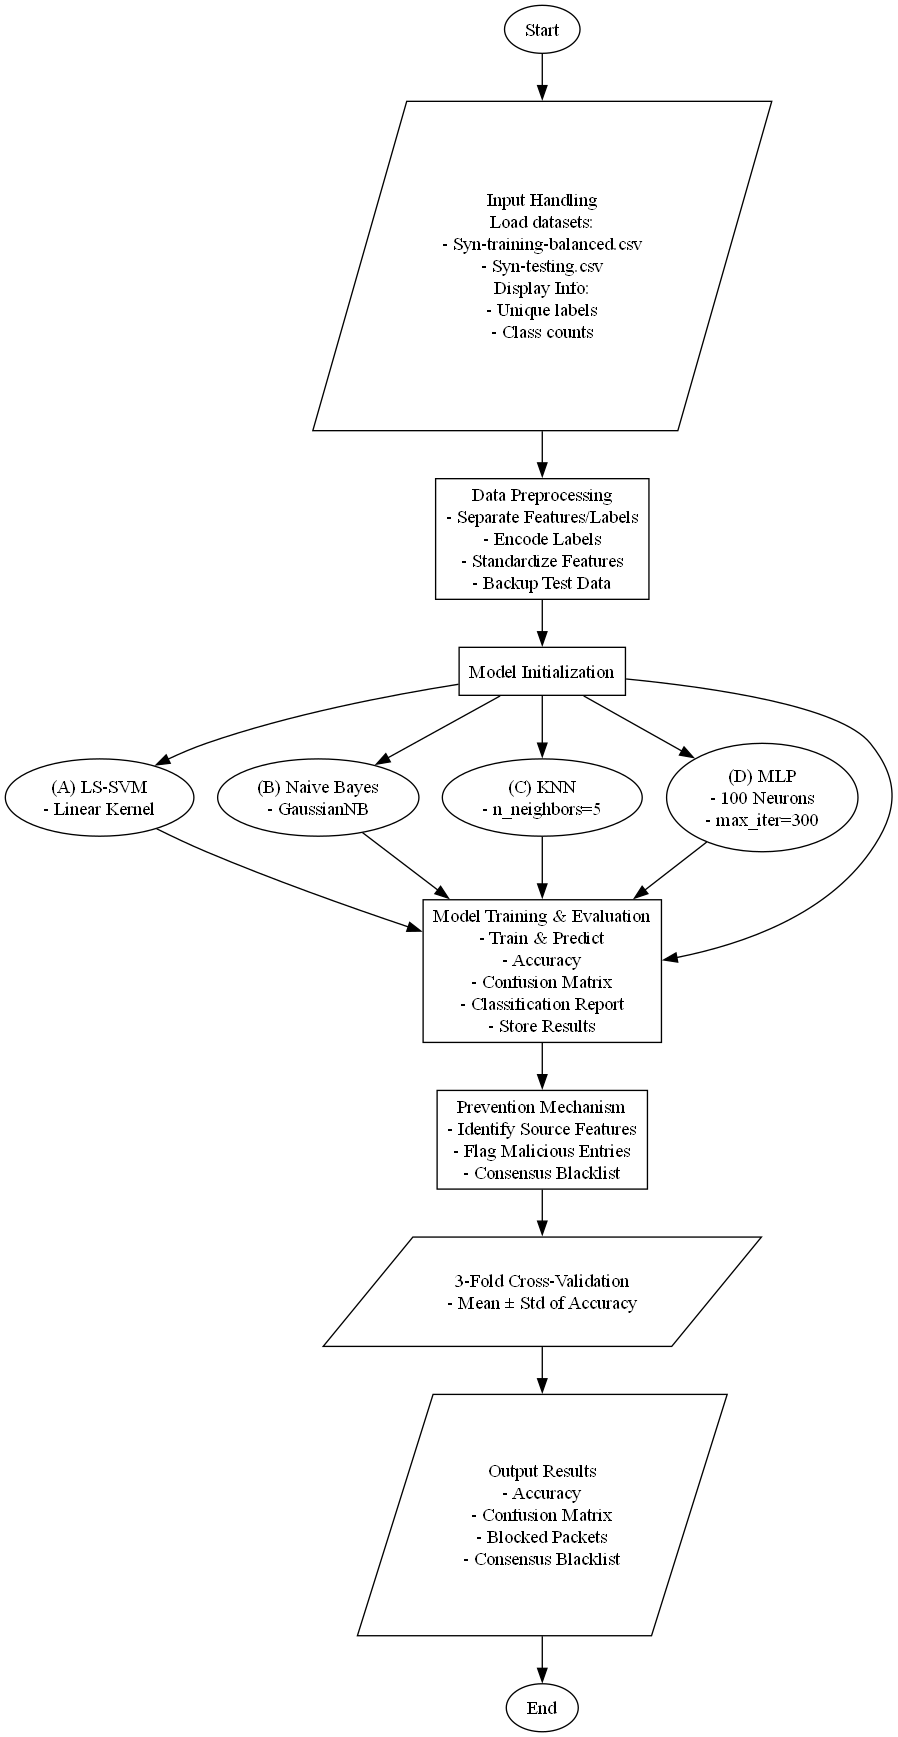 Start
Input Handling
Load datasets:
- Syn-training-balanced.csv
- Syn-testing.csv
Display Info:
- Unique labels
- Class counts
Data Preprocessing
- Separate Features/Labels
- Encode Labels
- Standardize Features
- Backup Test Data
Model Initialization
(A) LS-SVM
- Linear Kernel
(B) Naive Bayes
- GaussianNB
(C) KNN
- n_neighbors=5
(D) MLP
- 100 Neurons
- max_iter=300
Model Training & Evaluation
- Train & Predict
- Accuracy
- Confusion Matrix
- Classification Report
- Store Results
Prevention Mechanism
- Identify Source Features
- Flag Malicious Entries
- Consensus Blacklist
3-Fold Cross-Validation
- Mean ± Std of Accuracy
Output Results
- Accuracy
- Confusion Matrix
- Blocked Packets
- Consensus Blacklist
End